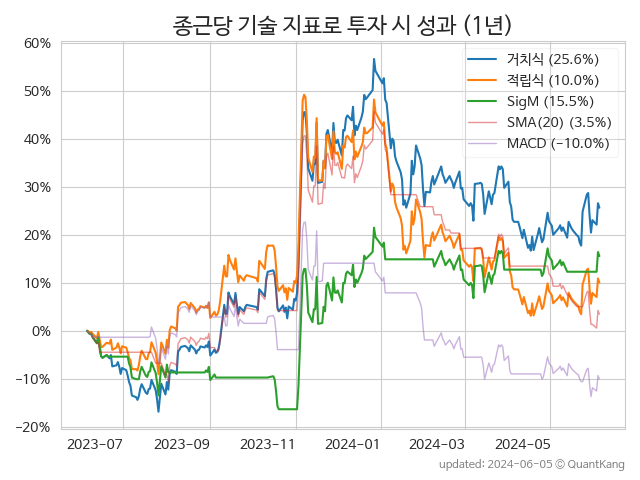 종근당 기술 지표로 투자 시 성과 (1년)
60%
50%
40%
30%
20%
10%
0%
−10%
−20%
거치식 (25.6%)
적립식 (10.0%)
SigM (15.5%)
SMA(20) (3.5%)
MACD (−10.0%)
2023-07 2023-09 2023-11 2024-01 2024-03 2024-05
updated: 2024-06-05 ⓒ QuantKang